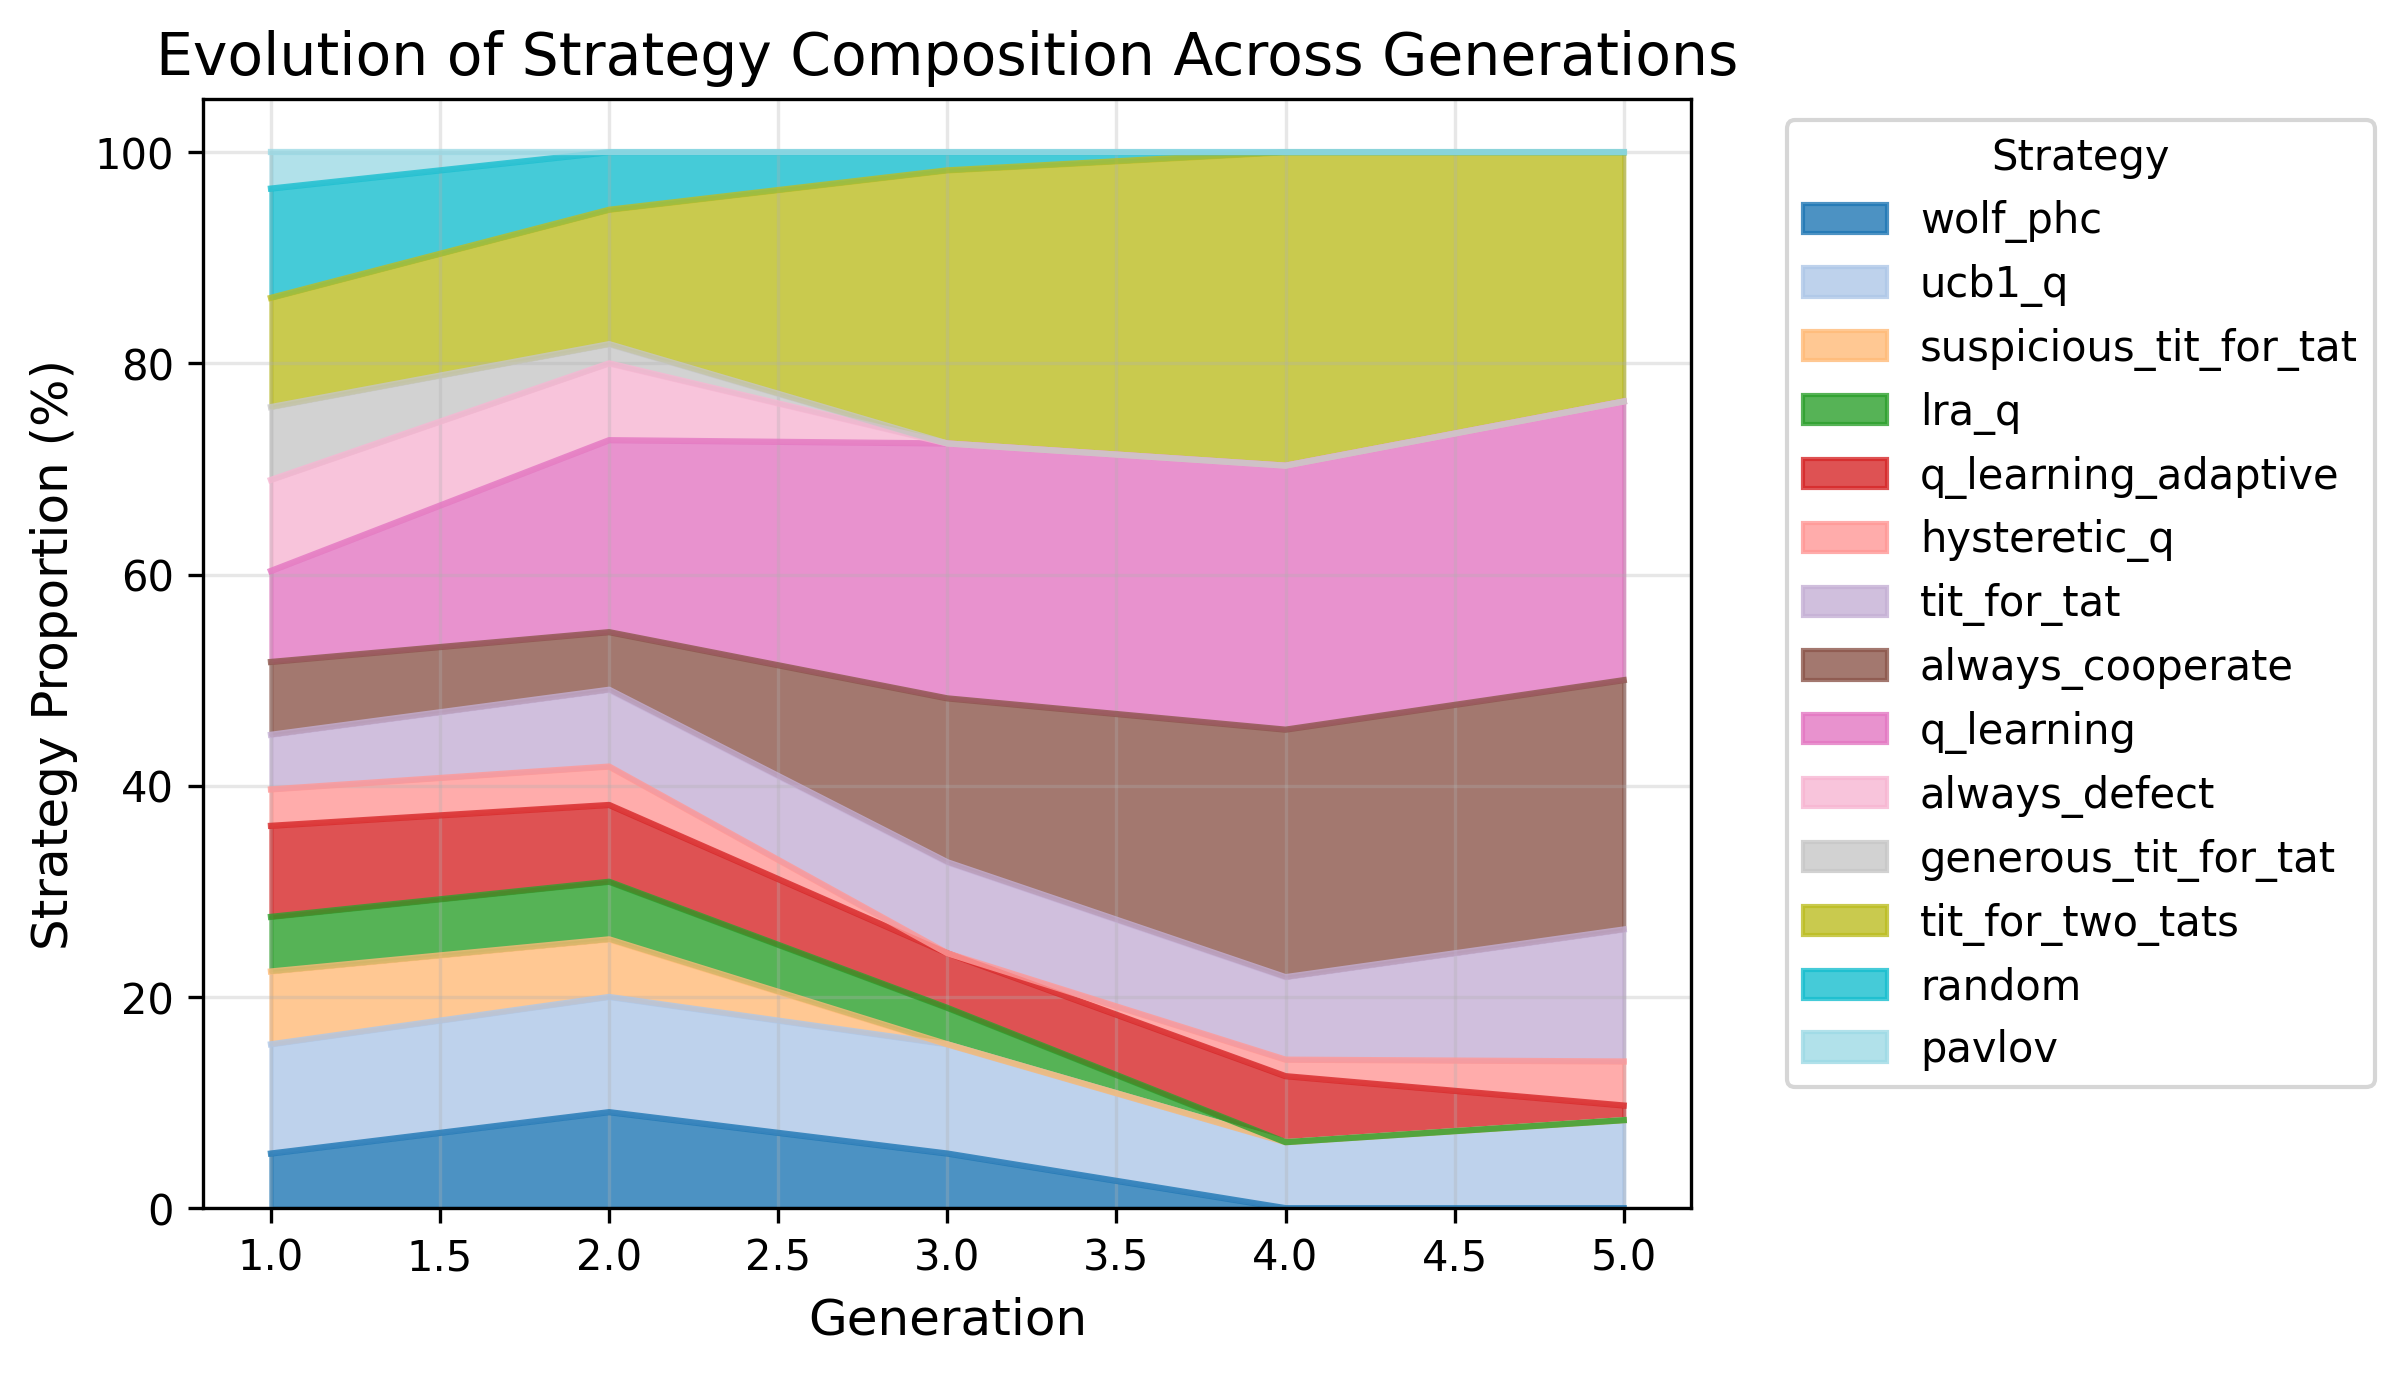 Evolution of Strategy Composition Across Generations
Strategy Proportion (%)
100
80
60
40
20
0
1.0 1.5 2.0 2.5 3.0 3.5 4.0 4.5 5.0
Generation
Strategy
wolf_phc
ucb1_q
suspicious_tit_for_tat
lra_q
q_learning_adaptive
hysteretic_q
tit_for_tat
always_cooperate
q_learning
always_defect
generous_tit_for_tat
tit_for_two_tats
random
pavlov